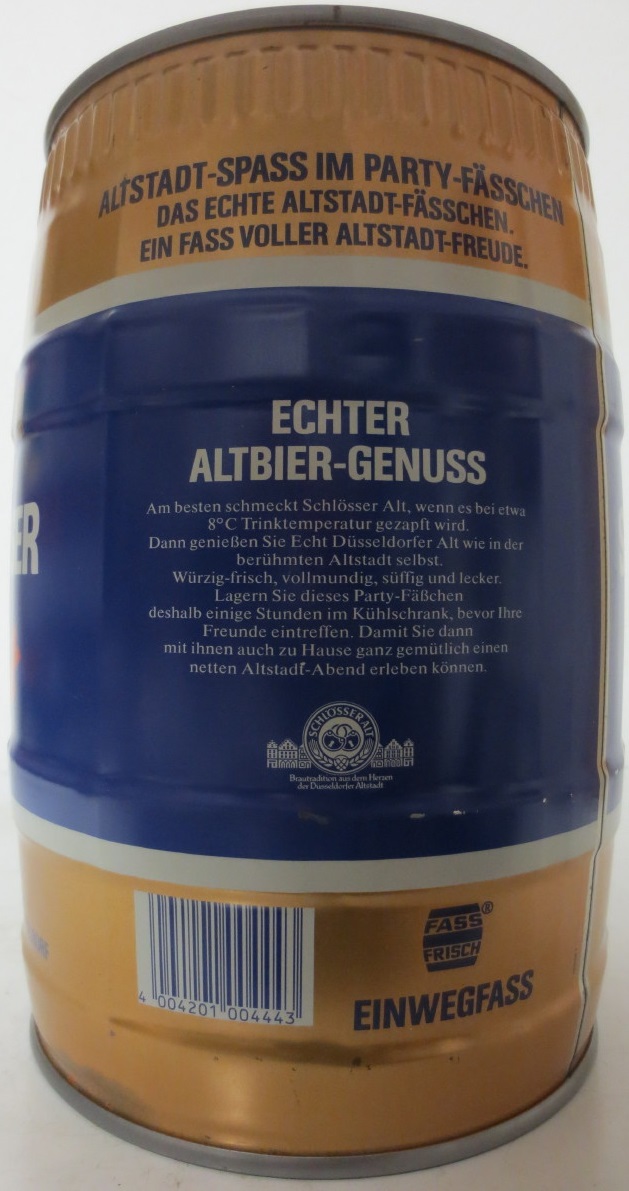 ALTSTADT-SPASS IM PARTY-FÄSSCHEN
DAS ECHTE ALTSTADT-FÄSSCHEN.
EIN FASS VOLLER ALTSTADT-FREUDE.
ECHTER
ALTBIER-GENUSS
Am besten schmeckt Schlösser Alt, wenn es bei etwa
8°C Trinktemperatur gezapft wird.
Dann genießen Sie Echt Düsseldorfer Alt wie in der
berühmten Altstadt selbst.
Würzig-frisch, vollmundig, süffig und lecker.
Lagern Sie dieses Party-Fäßchen
deshalb einige Stunden im Kühlschrank, bevor Ihre
Freunde eintreffen. Damit Sie dann
mit ihnen auch zu Hause ganz gemütlich einen
netten Altstadt-Abend erleben können.
ER
SCHLÖSSER ALT
Brautradition aus dem Herzen
der Düsseldorfer Altstadt
FASS®
FRISCH
EINWEGFASS
4 004201 004443